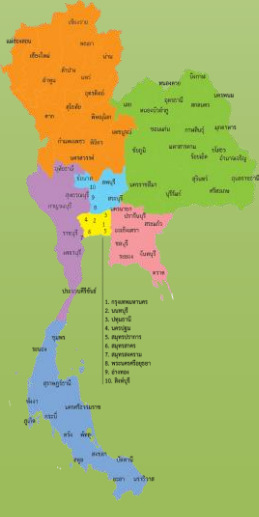 เชียงราย
แม่ฮ่องสอน
พะเยา
เชียงใหม่
น่าน
ลำปาง
ลำพูน
แพร่
อุตรดิตถ์
สุโขทัย
ตาก
พิษณุโลก
กำแพงเพชร
พิจิตร
เพชรบูรณ์
นครสวรรค์
อุทัยธานี
บึงกาฬ
หนองคาย
เลย
อุดรธานี
นครพนม
หนองบัวลำภู
สกลนคร
ขอนแก่น
กาฬสินธุ์
มุกดาหาร
ชัยภูมิ
มหาสารคาม
ร้อยเอ็ด
ยโสธร
อำนาจเจริญ
นครราชสีมา
บุรีรัมย์
สุรินทร์
ศรีสะเกษ
อุบลราชธานี
ชัยนาท
ลพบุรี
10
9
สระบุรี
8
สุพรรณบุรี
กาญจนบุรี
นครนายก
ปราจีนบุรี
สระแก้ว
4 2 3
1
6 5
ฉะเชิงเทรา
ราชบุรี
ชลบุรี
เพชรบุรี
ระยอง
จันทบุรี
ตราด
ประจวบคีรีขันธ์
1. กรุงเทพมหานคร
2. นนทบุรี
3. ปทุมธานี
4. นครปฐม
5. สมุทรปราการ
6. สมุทรสาคร
7. สมุทรสงคราม
8. พระนครศรีอยุธยา
9. อ่างทอง
10. สิงห์บุรี
ชุมพร
ระนอง
สุราษฎร์ธานี
พังงา
นครศรีธรรมราช
กระบี่
ภูเก็ต
ตรัง
พัทลุง
สตูล
สงขลา
ปัตตานี
ยะลา
นราธิวาส